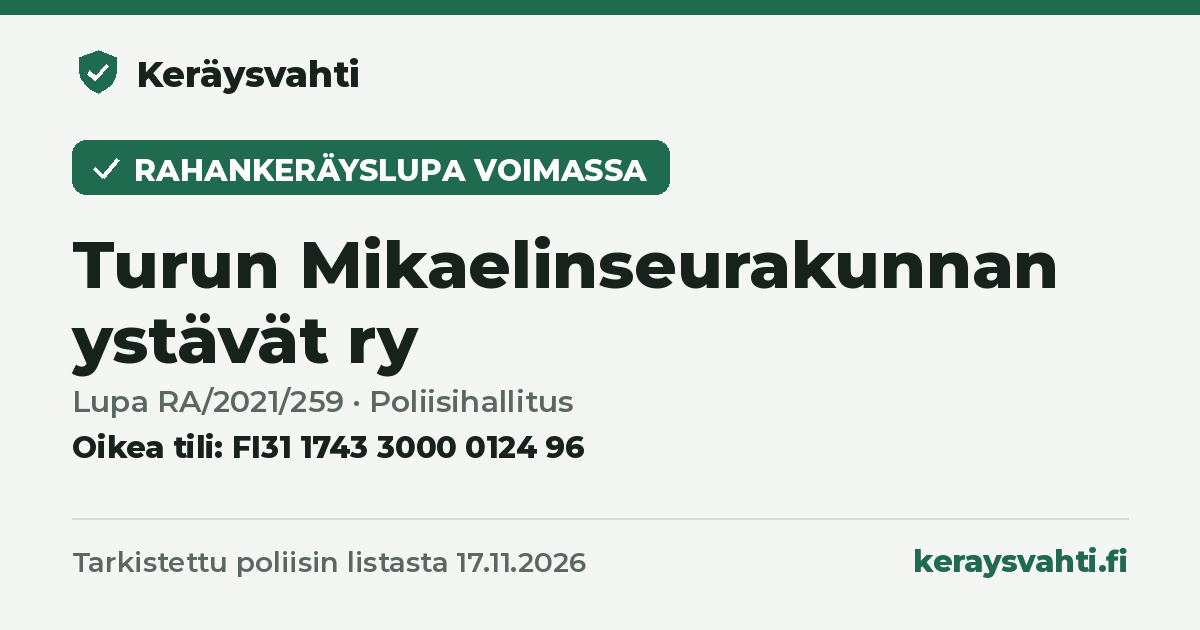 Keräysvahti
RAHANKERÄYSLUPA VOIMASSA
Turun Mikaelinseurakunnan
ystävät ry
Lupa RA/2021/259 · Poliisihallitus
Oikea tili: FI31 1743 3000 0124 96
Tarkistettu poliisin listasta 17.11.2026
keraysvahti.fi